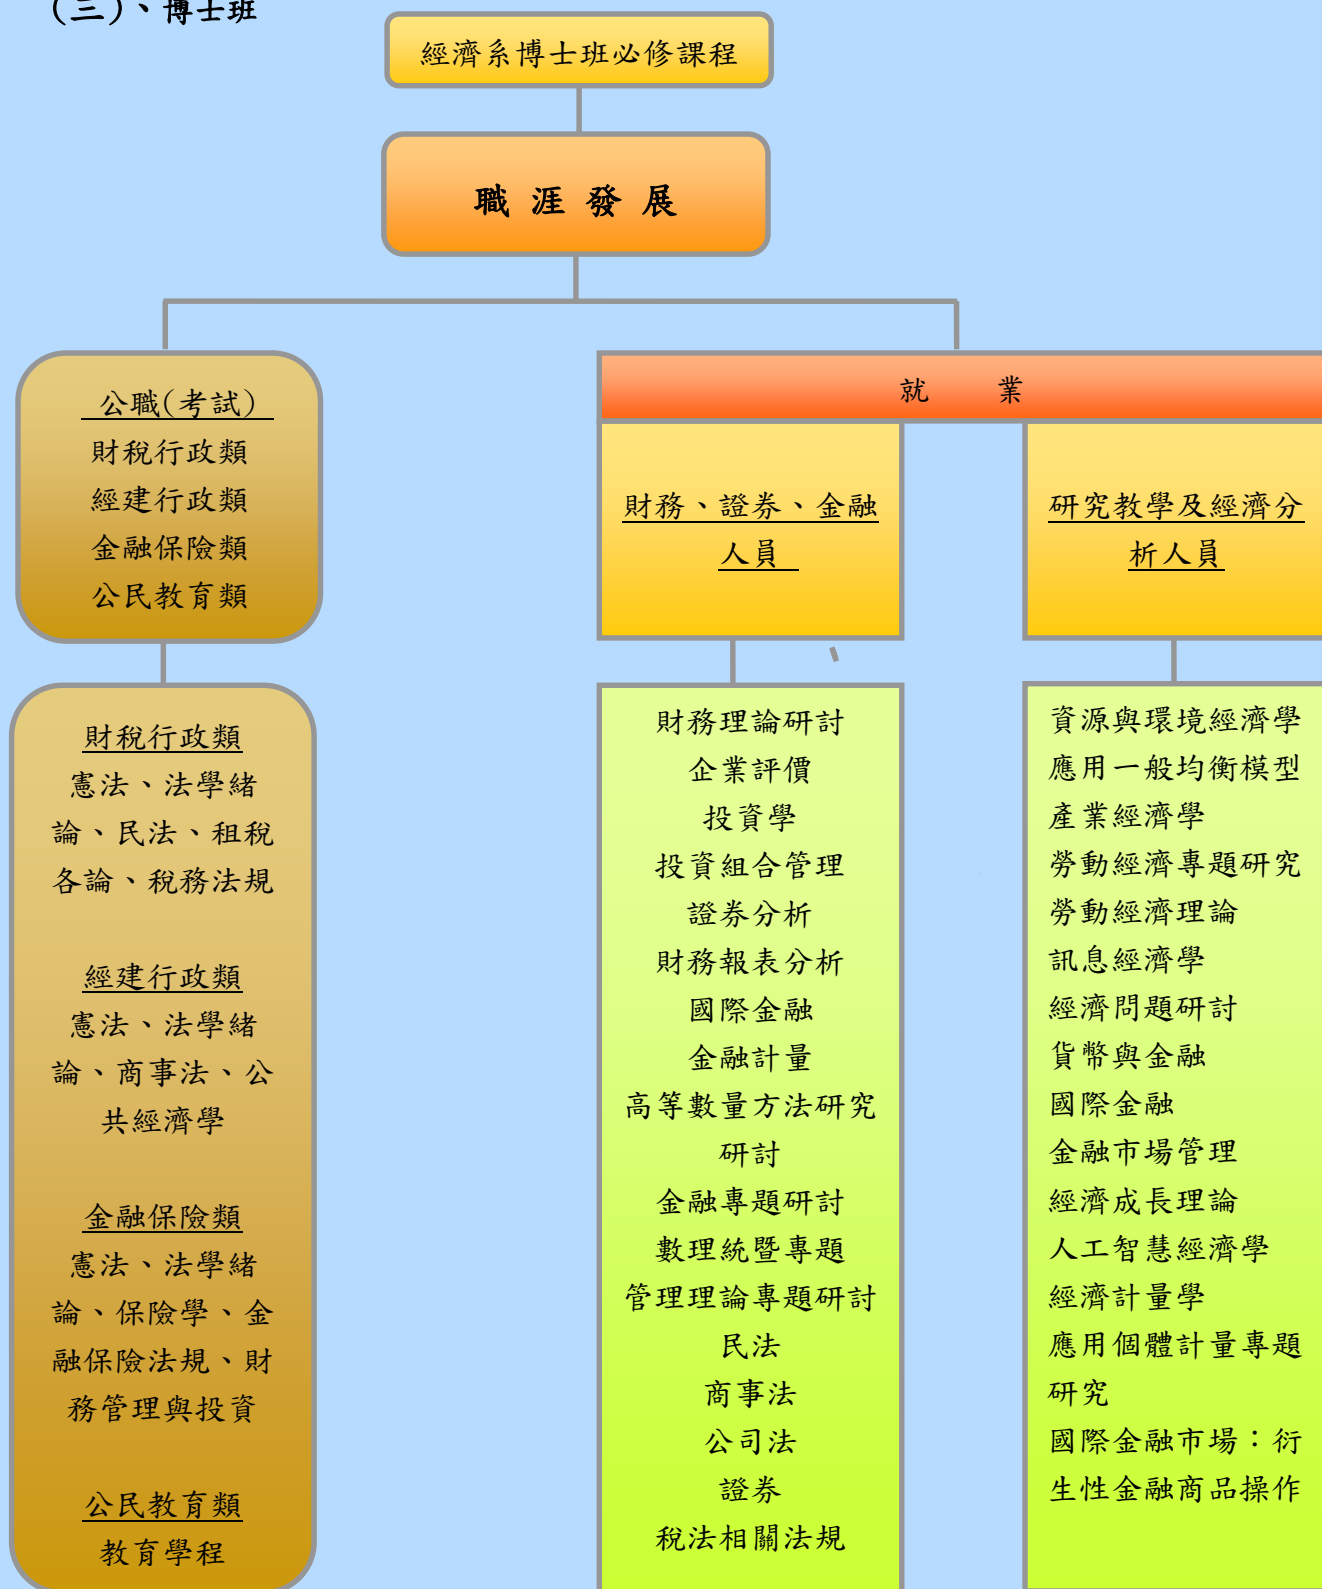 (三)、博士班
經濟系博士班必修課程
職涯發展
公職(考試)
財稅行政類
經建行政類
金融保險類
公民教育類
財稅行政類
憲法、法學緒
論、民法、租稅
各論、稅務法規
經建行政類
憲法、法學緒
論、商事法、公
共經濟學
金融保險類
憲法、法學緒
論、保險學、金
融保險法規、財
務管理與投資
公民教育類
教育學程
就 業
財務、證券、金融
人員
財務理論研討
企業評價
投資學
投資組合管理
證券分析
財務報表分析
國際金融
金融計量
高等數量方法研究
研討
金融專題研討
數理統暨專題
管理理論專題研討
民法
商事法
公司法
證券
稅法相關法規
研究教學及經濟分
析人員
資源與環境經濟學
應用一般均衡模型
產業經濟學
勞動經濟專題研究
勞動經濟理論
訊息經濟學
經濟問題研討
貨幣與金融
國際金融
金融市場管理
經濟成長理論
人工智慧經濟學
經濟計量學
應用個體計量專題
研究
國際金融市場：衍
生性金融商品操作